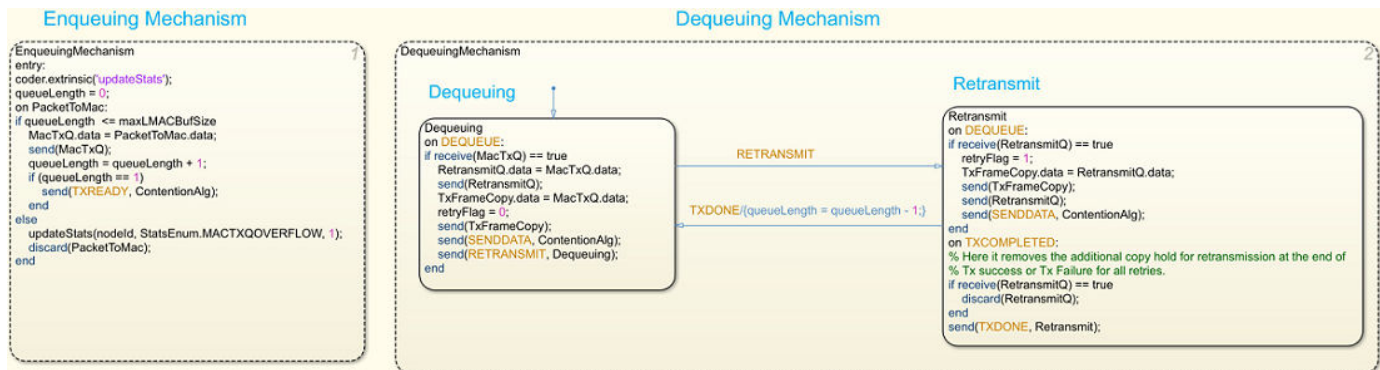 Enqueuing Mechanism
EnqueuingMechanism
1
entry:
coder.extrinsic('updateStats');
queueLength = 0;
on PacketToMac:
if queueLength <= maxLMACBufSize
MacTxQ.data = PacketToMac.data;
send(MacTxQ);
queueLength = queueLength + 1;
if (queueLength == 1)
send(TXREADY, ContentionAlg);
end
else
updateStats(nodeId, StatsEnum.MACTXQOVERFLOW, 1);
discard(PacketToMac);
end
Dequeuing Mechanism
DequeuingMechanism
2
Dequeuing
Dequeuing
on DEQUEUE:
if receive(MacTxQ) == true
RetransmitQ.data = MacTxQ.data;
send(RetransmitQ);
TxFrameCopy.data = MacTxQ.data;
retryFlag = 0;
send(TxFrameCopy);
send(SENDDATA, ContentionAlg);
send(RETRANSMIT, Dequeuing);
end
RETRANSMIT
TXDONE/{queueLength = queueLength - 1;}
Retransmit
Retransmit
on DEQUEUE:
if receive(RetransmitQ) == true
retryFlag = 1;
TxFrameCopy.data = RetransmitQ.data;
send(TxFrameCopy);
send(RetransmitQ);
send(SENDDATA, ContentionAlg);
end
on TXCOMPLETED:
% Here it removes the additional copy hold for retransmission at the end of
% Tx success or Tx Failure for all retries.
if receive(RetransmitQ) == true
discard(RetransmitQ);
end
send(TXDONE, Retransmit);